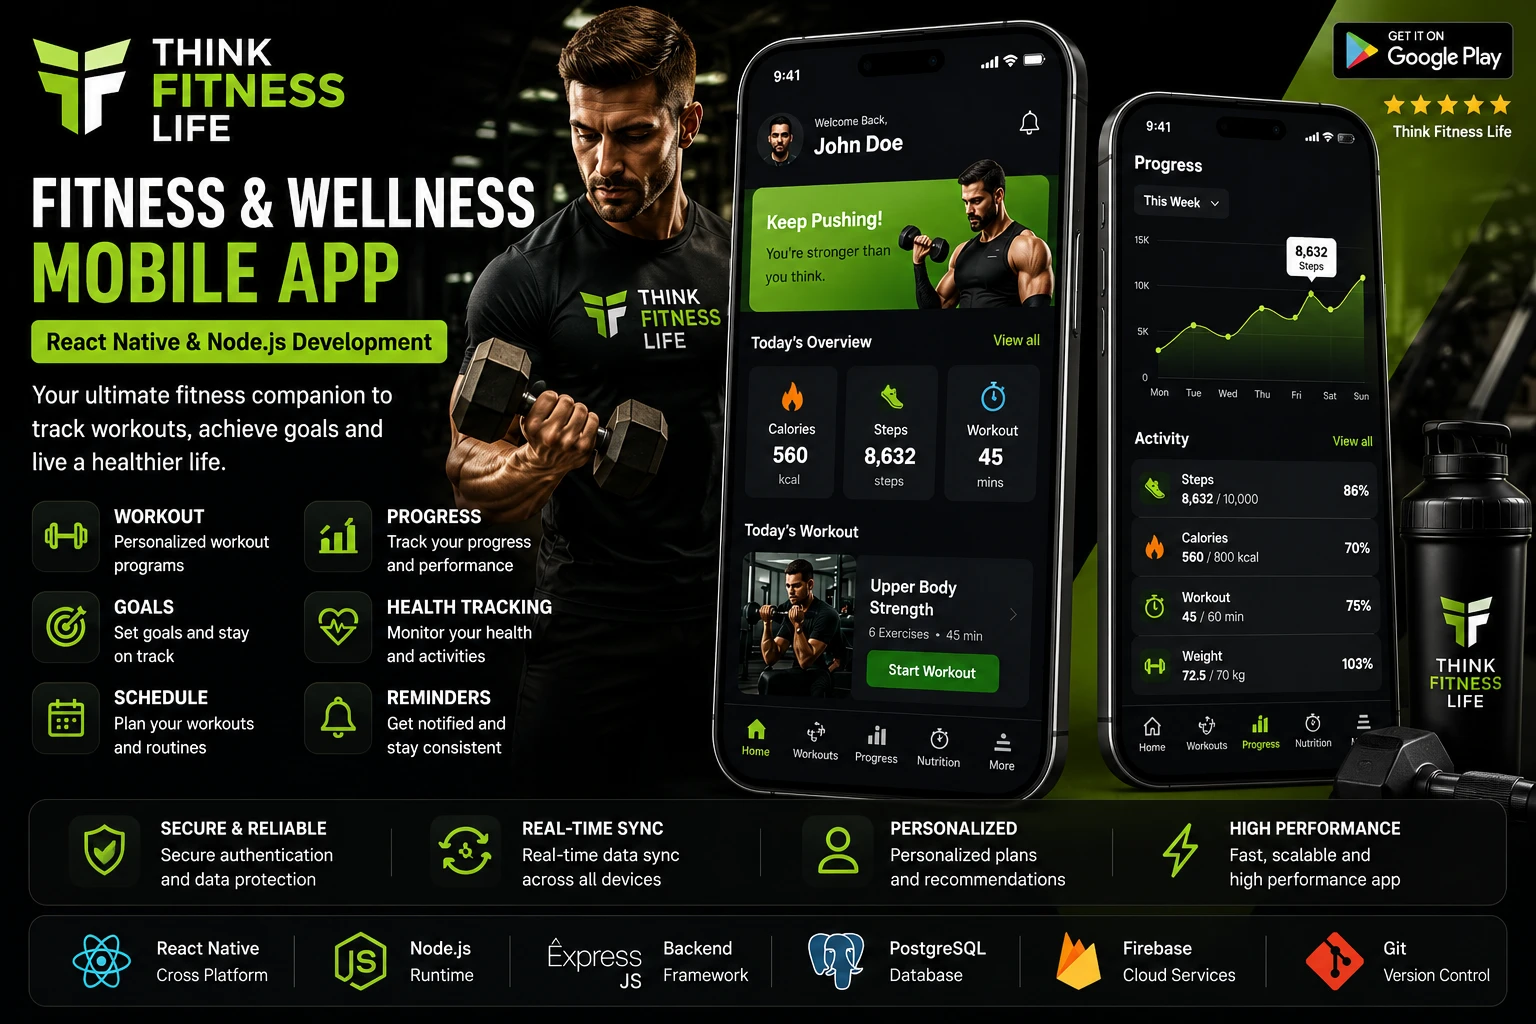 THINK
FITNESS
LIFE
FITNESS & WELLNESS
MOBILE APP
React Native & Node.js Development
Your ultimate fitness companion to
track workouts, achieve goals and
live a healthier life.
WORKOUT
Personalized workout
programs
PROGRESS
Track your progress
and performance
GOALS
Set goals and stay
on track
HEALTH TRACKING
Monitor your health
and activities
SCHEDULE
Plan your workouts
and routines
REMINDERS
Get notified and
stay consistent
THINK
FITNESS
LIFE
9:41
Welcome Back,
John Doe
Keep Pushing!
You're stronger than
you think.
Today's Overview
View all
Calories
560
kcal
Steps
8,632
steps
Workout
45
mins
Today's Workout
Upper Body
Strength
6 Exercises • 45 min
Start Workout
Home
Workouts
Progress
Nutrition
More
9:41
Progress
This Week
15K
10K
5K
0
8,632
Steps
Mon Tue Wed Thu Fri Sat Sun
Activity
View all
Steps
8,632 / 10,000
86%
Calories
560 / 800 kcal
70%
Workout
45 / 60 min
75%
Weight
72.5 / 70 kg
103%
Home
Workouts
Progress
Nutrition
GET IT ON
Google Play
Think Fitness Life
THINK
FITNESS
LIFE
SECURE & RELIABLE
Secure authentication
and data protection
REAL-TIME SYNC
Real-time data sync
across all devices
PERSONALIZED
Personalized plans
and recommendations
HIGH PERFORMANCE
Fast, scalable and
high performance app
React Native
Cross Platform
JS
Node.js
Runtime
Êxpress
JS
Backend
Framework
PostgreSQL
Database
Firebase
Cloud Services
Git
Version Control